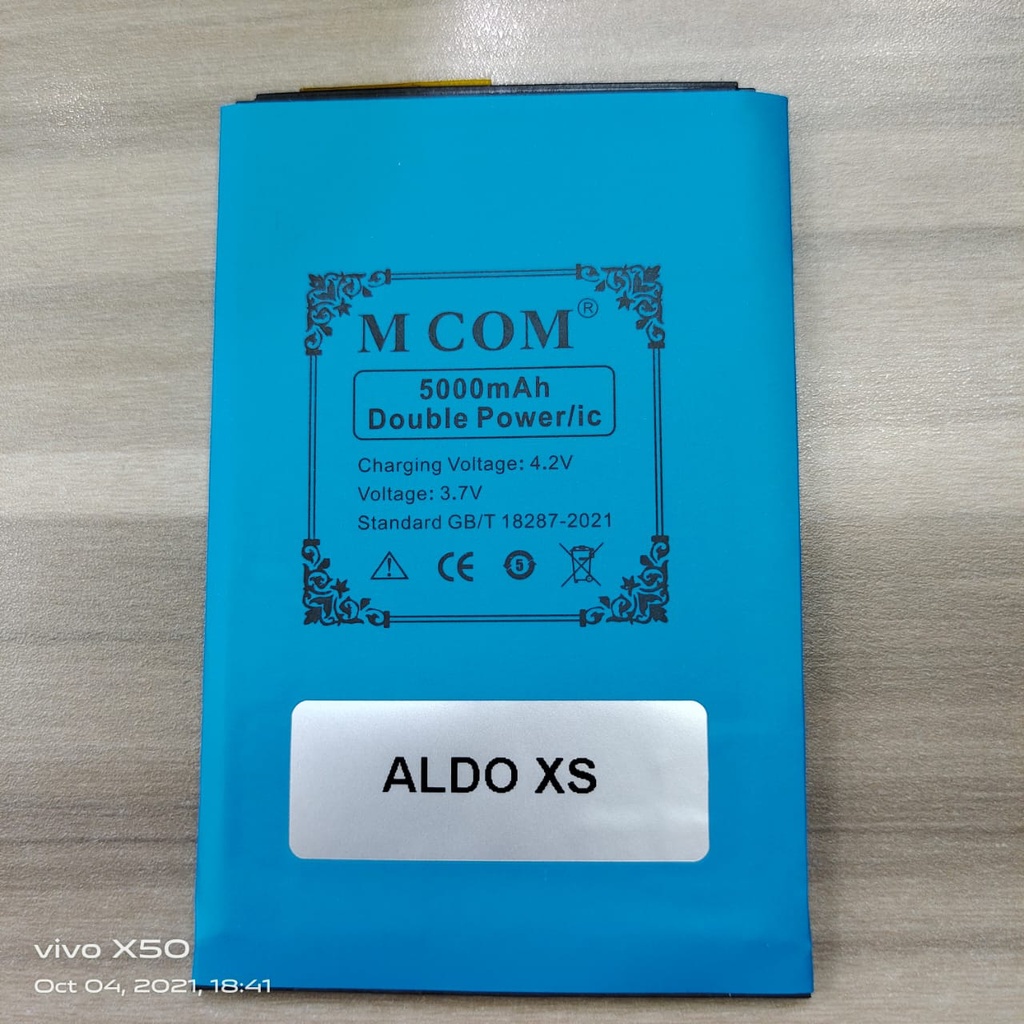 M COM®
5000mAh
Double Power/ic
Charging Voltage: 4.2V
Voltage: 3.7V
Standard GB/T 18287-2021
CE 5
ALDO XS
vivo X50
Oct 04, 2021, 18:41